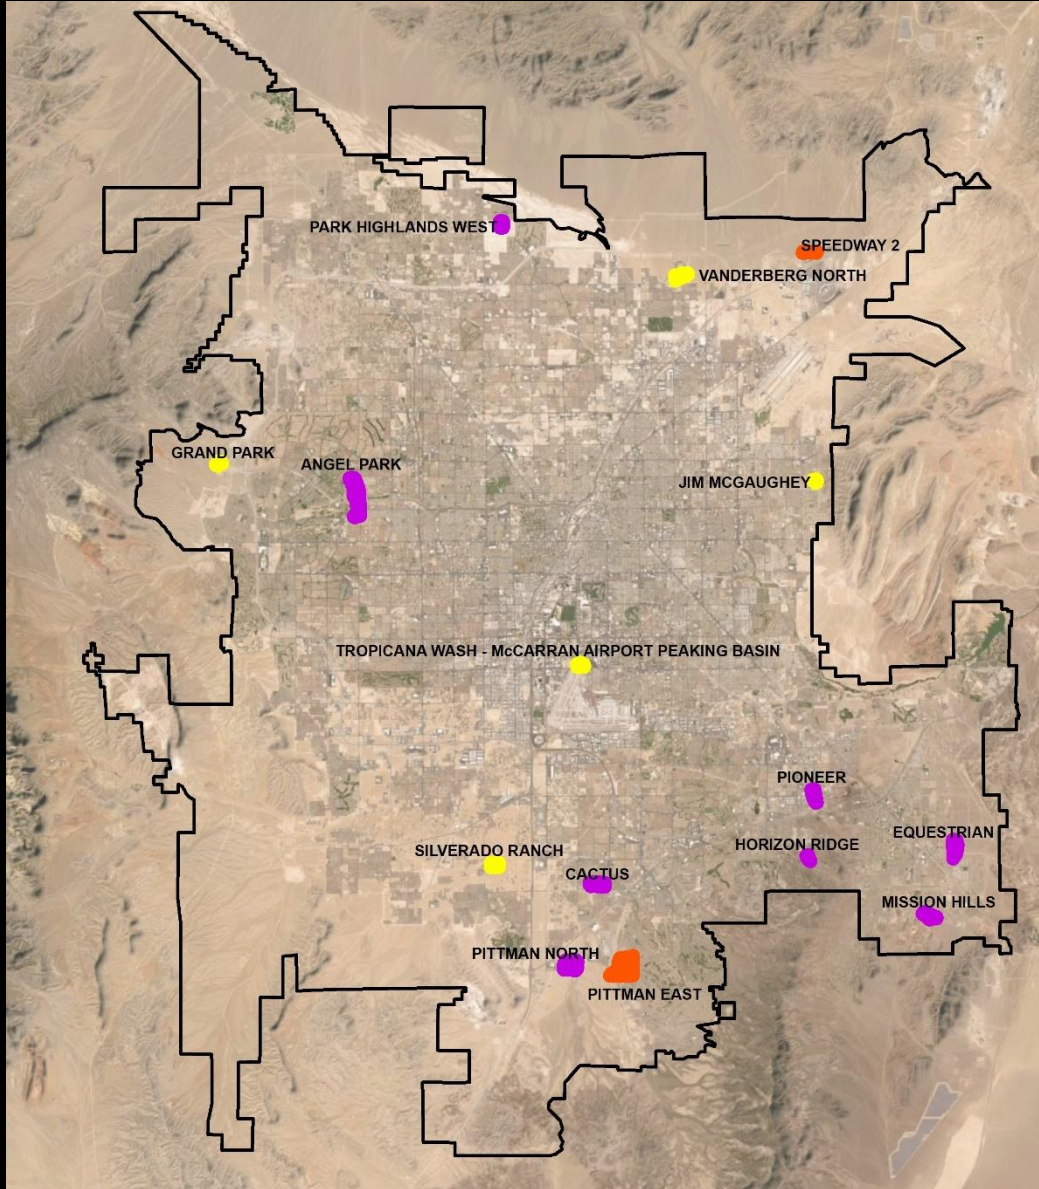 PARK HIGHLANDS WEST
SPEEDWAY 2
VANDERBERG NORTH
GRAND PARK
ANGEL PARK
JIM MCGAUGHEY
TROPICANA WASH - McCARRAN AIRPORT PEAKING BASIN
PIONEER
EQUESTRIAN
HORIZON RIDGE
SILVERADO RANCH
CACTUS
MISSION HILLS
PITTMAN NORTH
PITTMAN EAST